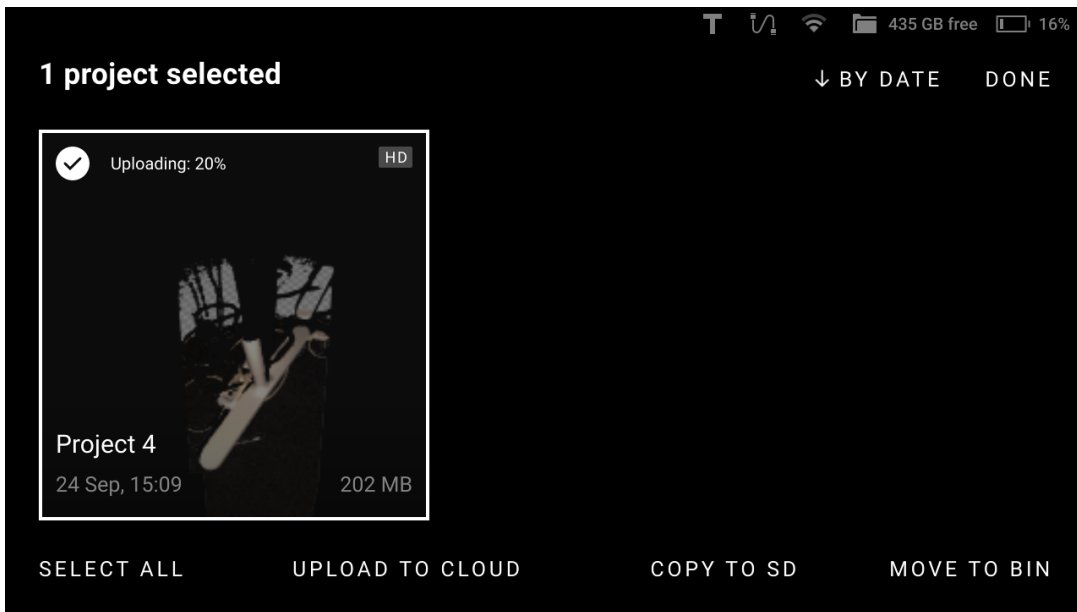 435 GB free 16%
1 project selected
↓ BY DATE DONE
Uploading: 20% HD
Project 4
24 Sep, 15:09 202 MB
SELECT ALL UPLOAD TO CLOUD COPY TO SD MOVE TO BIN